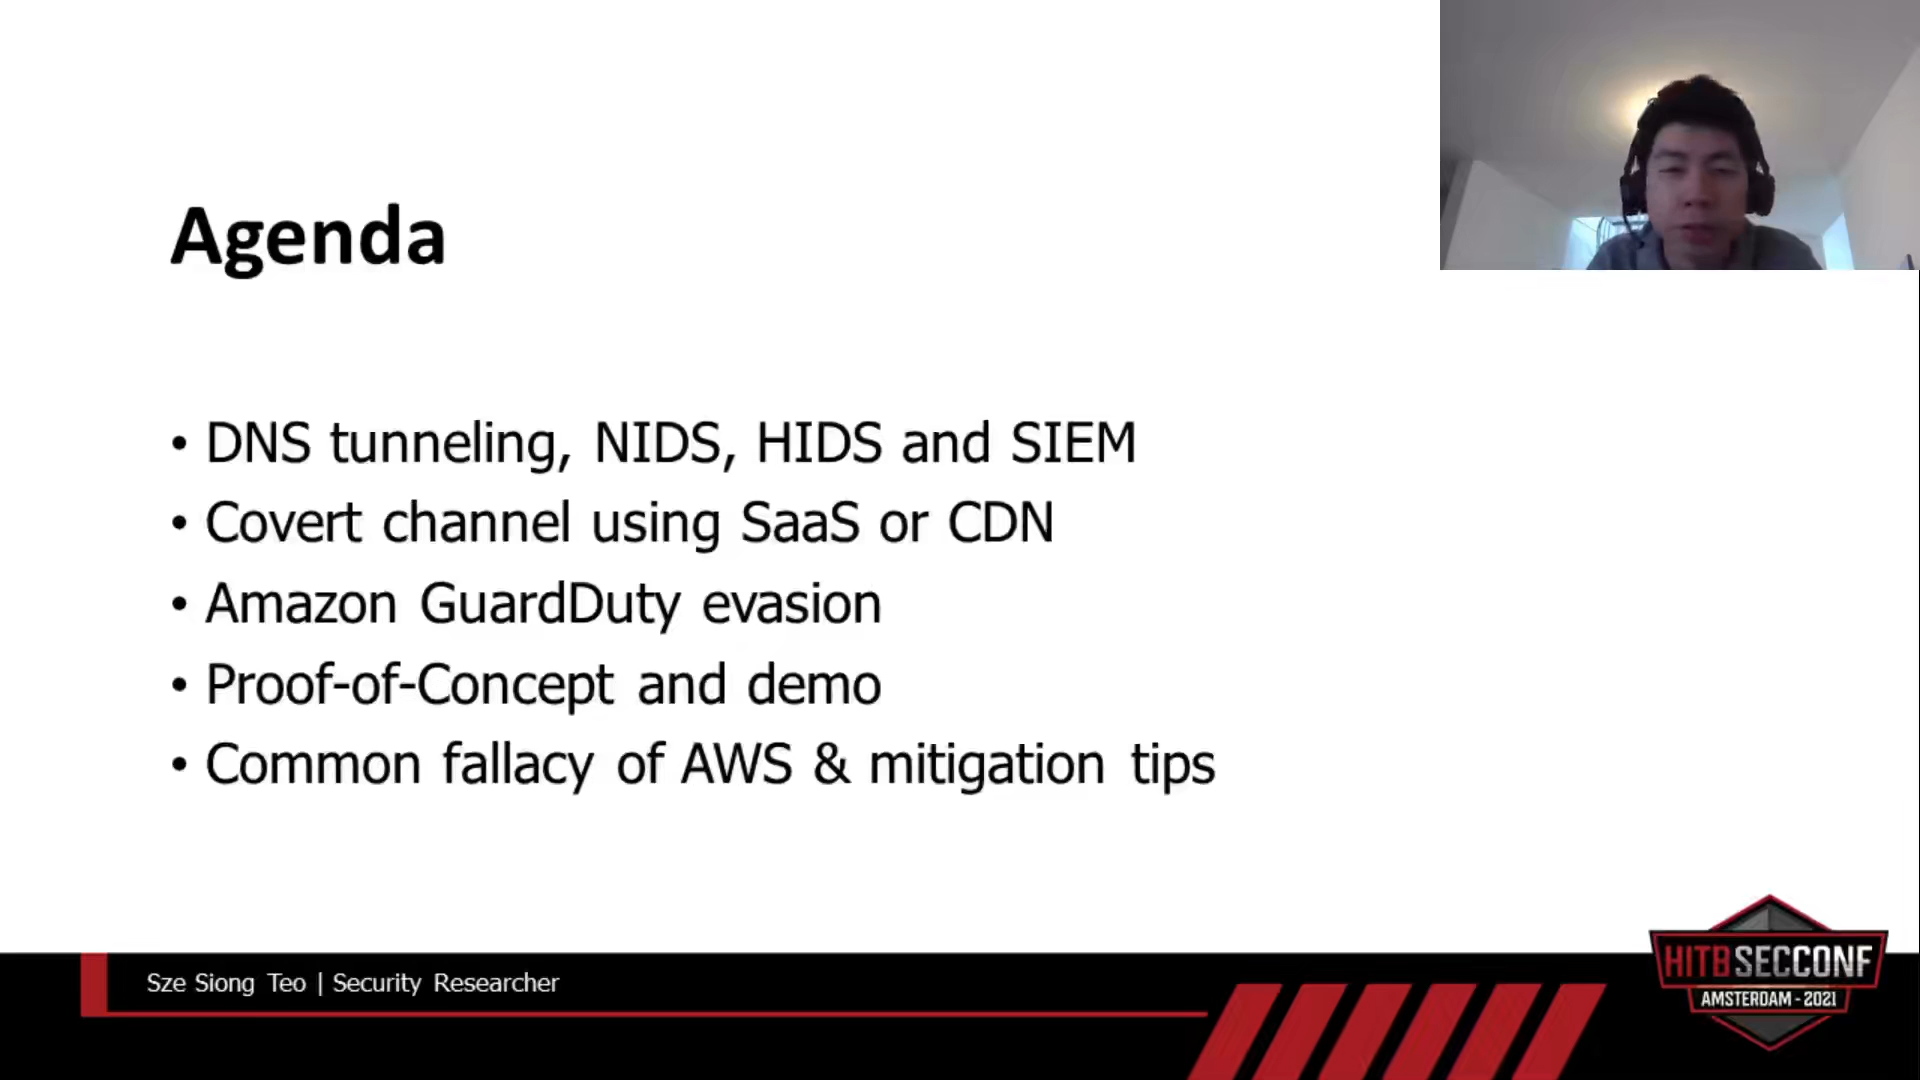 Agenda
• DNS tunneling, NIDS, HIDS and SIEM
• Covert channel using SaaS or CDN
• Amazon GuardDuty evasion
• Proof-of-Concept and demo
• Common fallacy of AWS & mitigation tips
Sze Siong Teo | Security Researcher
HITBSECCONF
AMSTERDAM - 2021